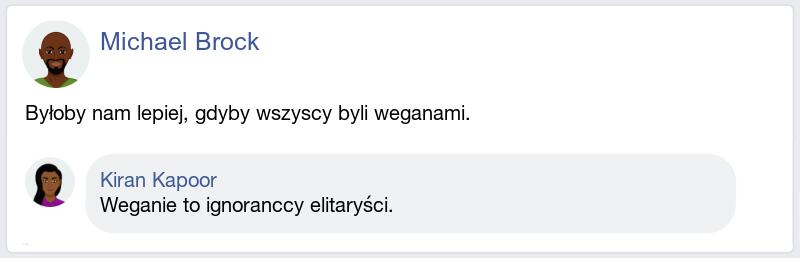 Michael Brock
Byłoby nam lepiej, gdyby wszyscy byli weganami.
Kiran Kapoor
Weganie to ignoranccy elitaryści.